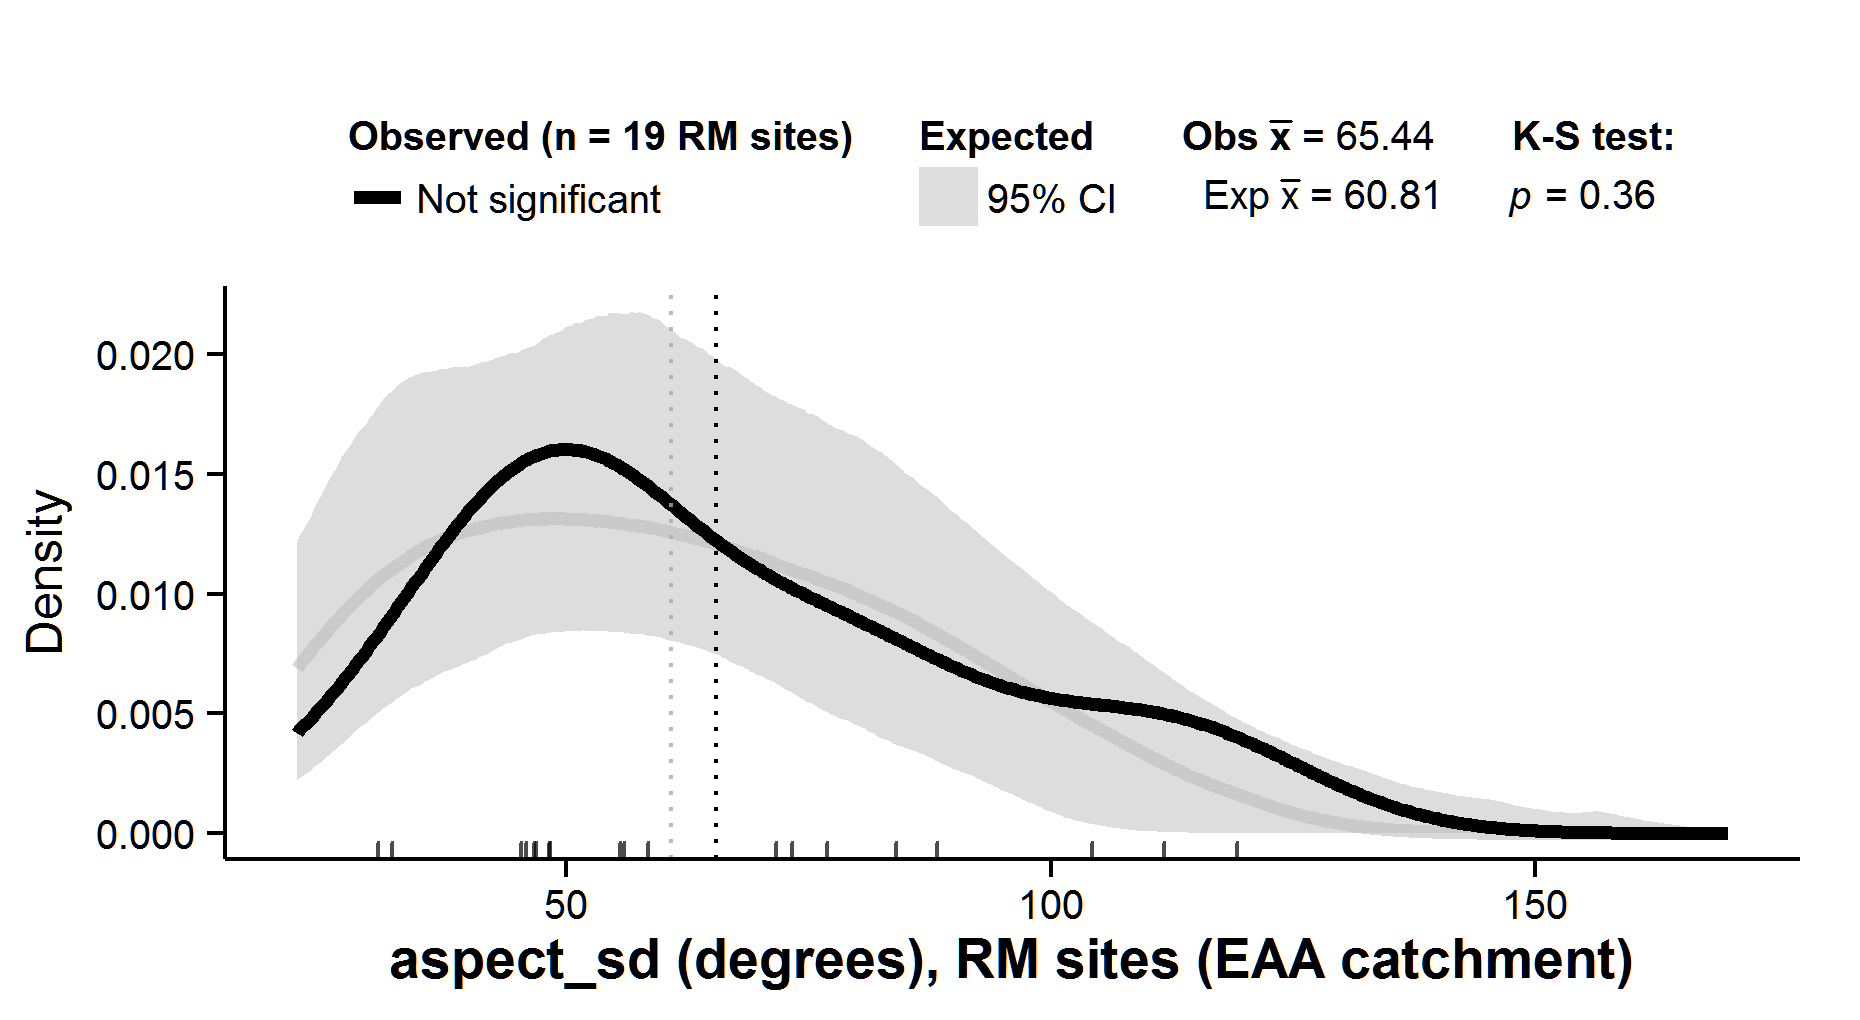 Observed (n = 19 RM sites) Expected Obs x̅ = 65.44 K-S test:
Not significant 95% CI Exp x̅ = 60.81 p = 0.36
Density
0.020
0.015
0.010
0.005
0.000
50 100 150
aspect_sd (degrees), RM sites (EAA catchment)